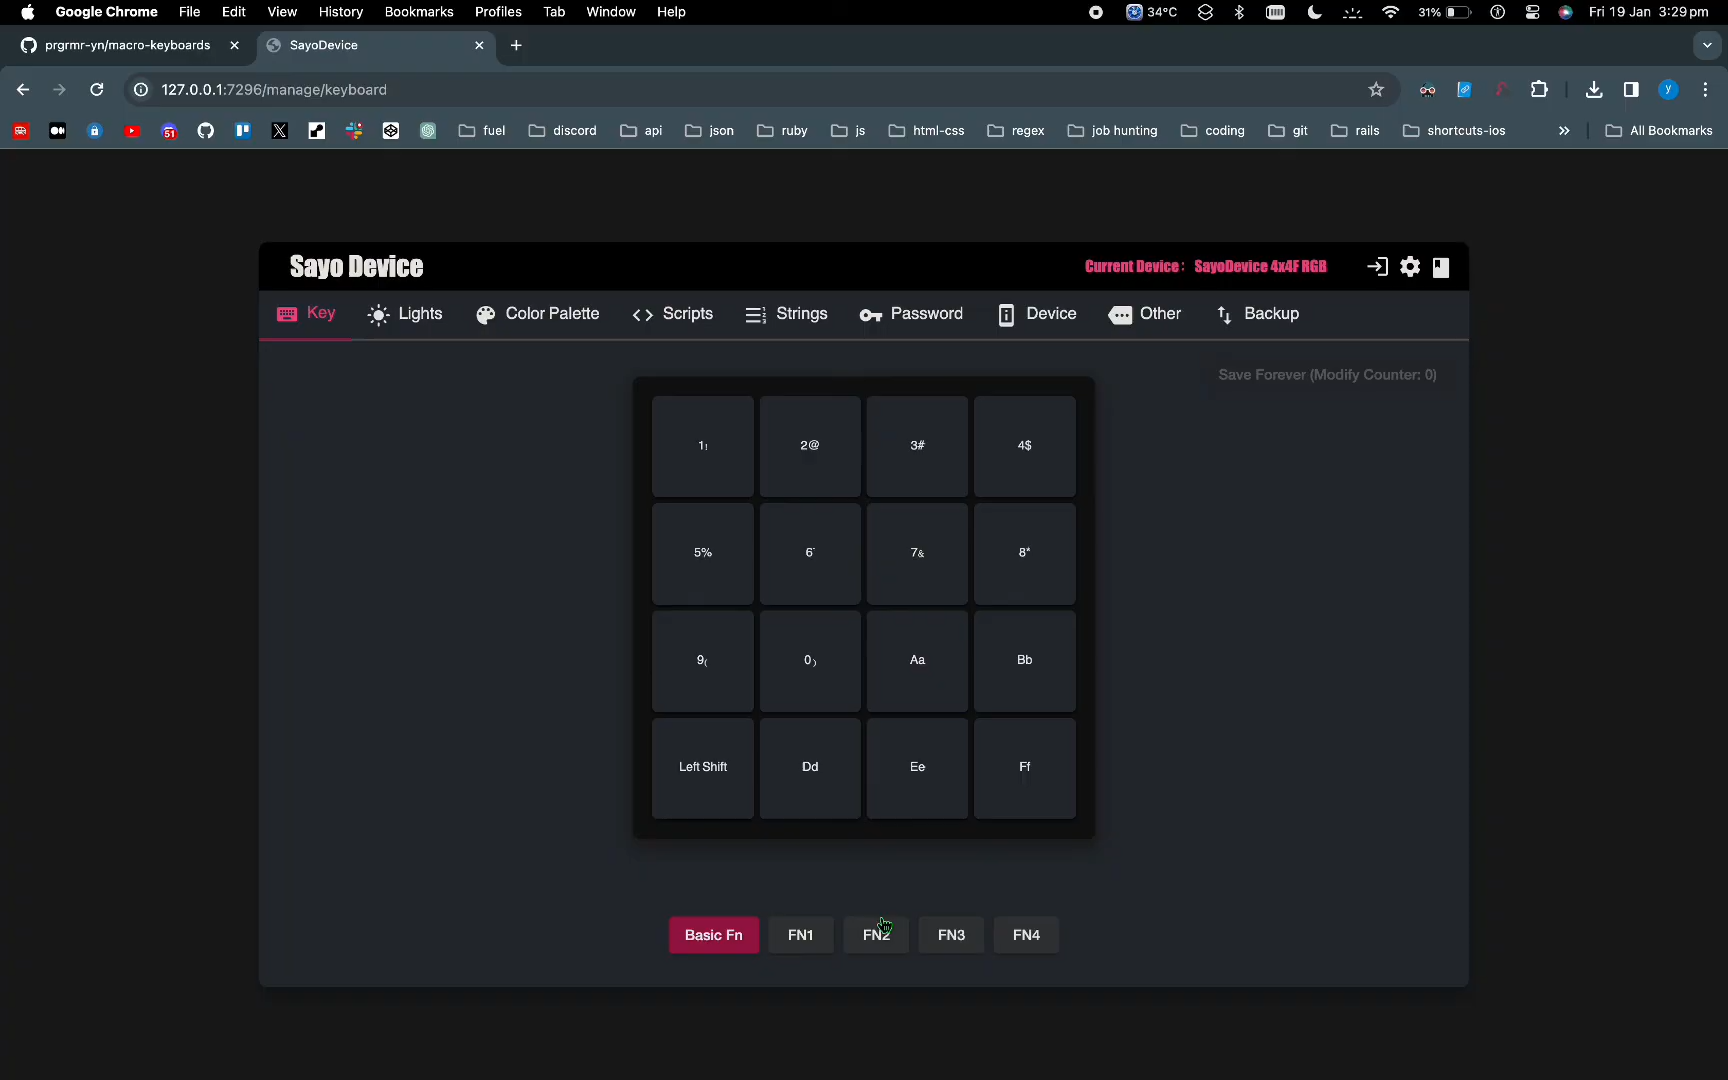 Google Chrome File Edit View History Bookmarks Profiles Tab Window Help 34°C 31% Fri 19 Jan 3:29 pm
prgrmr-yn/macro-keyboards SayoDevice
127.0.0.1:7296/manage/keyboard y
51 fuel discord api json ruby js html-css regex job hunting coding git rails shortcuts-ios » All Bookmarks
Sayo Device Current Device: SayoDevice 4x4F RGB
Key Lights Color Palette Scripts Strings Password Device Other Backup
Save Forever (Modify Counter: 0)
1! 2@ 3# 4$
5% 6^ 7& 8*
9( 0) Aa Bb
Left Shift Dd Ee Ff
Basic Fn FN1 FN2 FN3 FN4